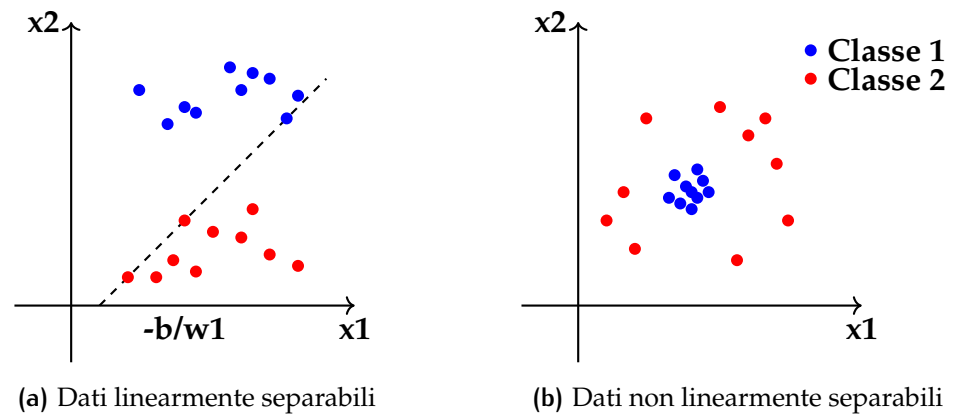 x2
-b/w1
x1
(a) Dati linearmente separabili
x2
Classe 1
Classe 2
x1
(b) Dati non linearmente separabili